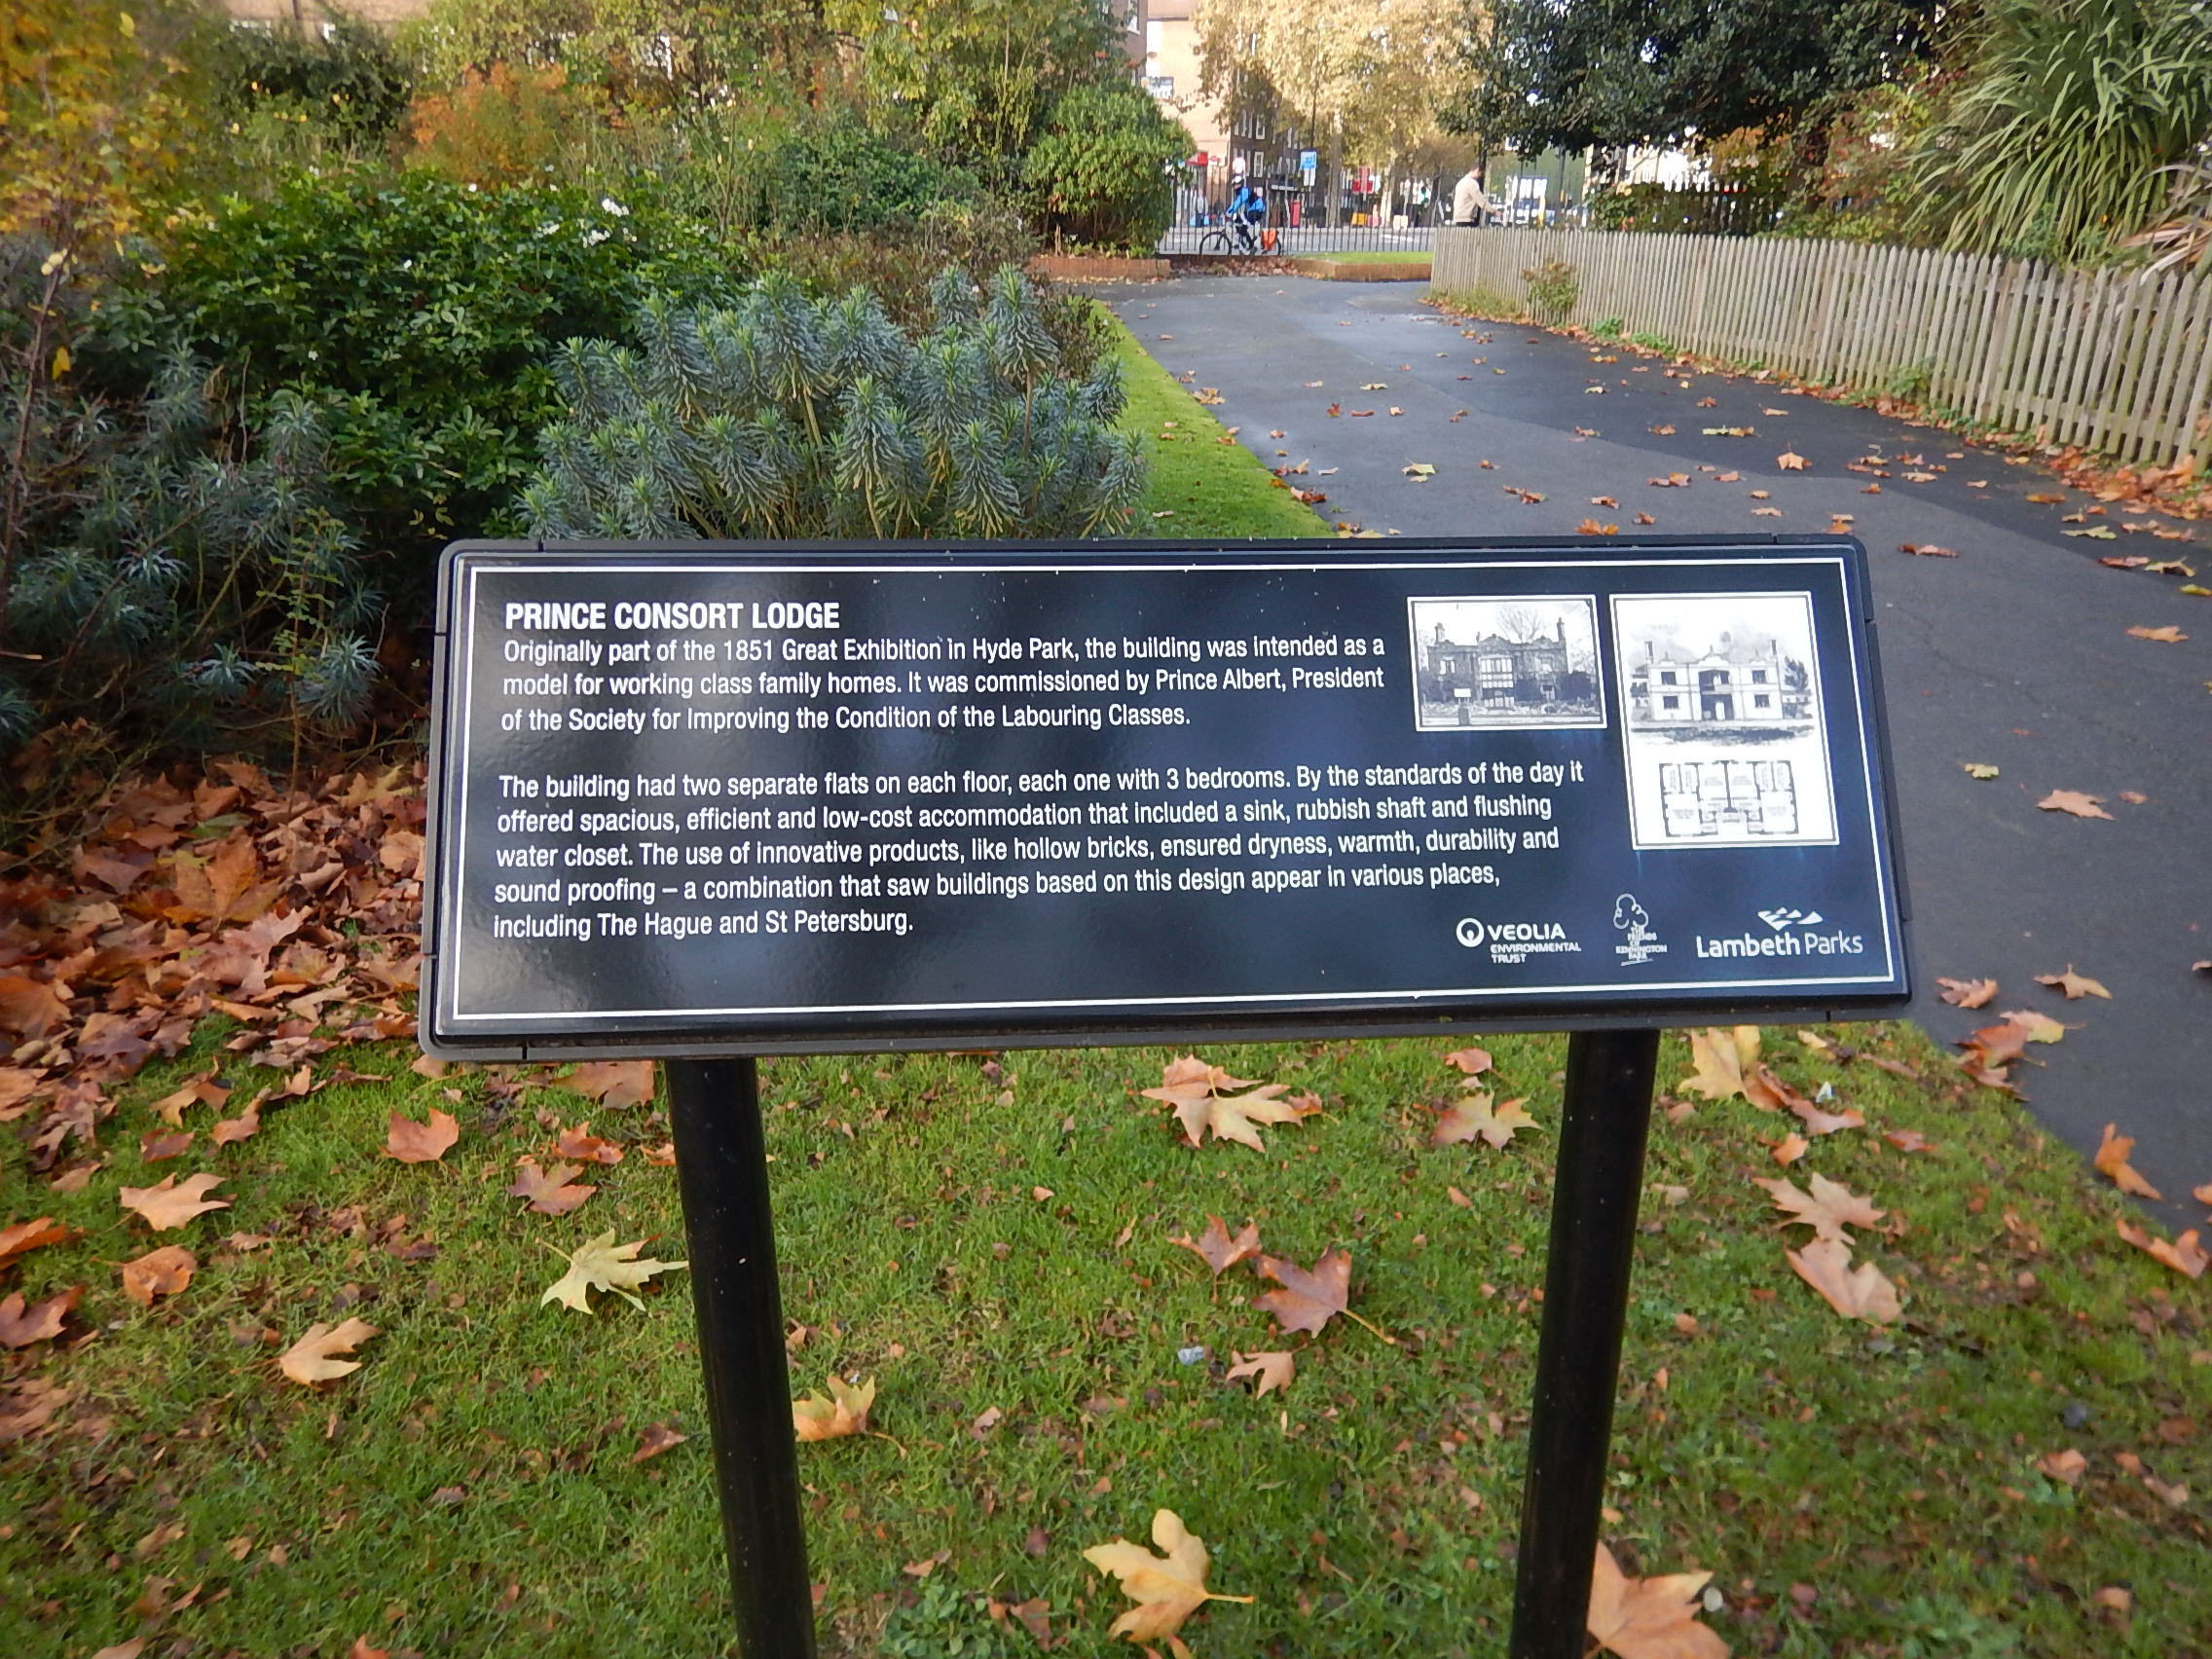 PRINCE CONSORT LODGE
Originally part of the 1851 Great Exhibition in Hyde Park, the building was intended as a
model for working class family homes. It was commissioned by Prince Albert, President
of the Society for Improving the Condition of the Labouring Classes.
The building had two separate flats on each floor, each one with 3 bedrooms. By the standards of the day it
offered spacious, efficient and low-cost accommodation that included a sink, rubbish shaft and flushing
water closet. The use of innovative products, like hollow bricks, ensured dryness, warmth, durability and
sound proofing – a combination that saw buildings based on this design appear in various places,
including The Hague and St Petersburg.
VEOLIA
ENVIRONMENTAL
TRUST
THE
FRIENDS
OF
KENNINGTON
PARK
Lambeth Parks